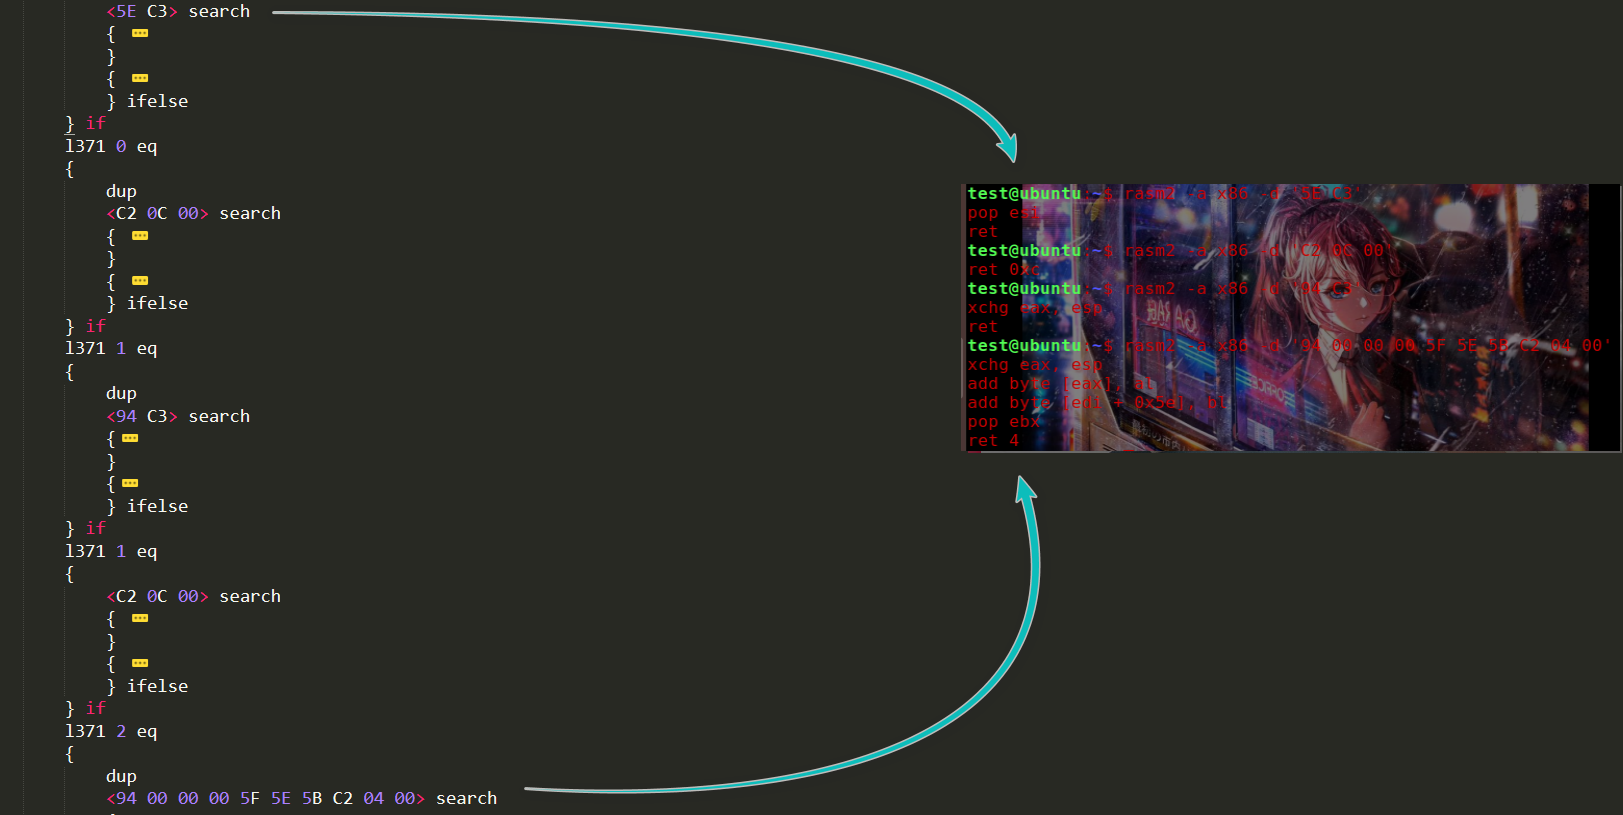 <5E C3> search
{
}
{
} ifelse
} if
l371 0 eq
{
dup
<C2 0C 00> search
{
}
{
} ifelse
} if
l371 1 eq
{
dup
<94 C3> search
{
}
{
} ifelse
} if
l371 1 eq
{
<C2 0C 00> search
{
}
{
} ifelse
} if
l371 2 eq
{
dup
<94 00 00 00 5F 5E 5B C2 04 00> search
test@ubuntu:~$ rasm2 -a x86 -d '5E C3'
pop esi
ret
test@ubuntu:~$ rasm2 -a x86 -d 'C2 0C 00'
ret 0xc
test@ubuntu:~$ rasm2 -a x86 -d '94 C3'
xchg eax, esp
ret
test@ubuntu:~$ rasm2 -a x86 -d '94 00 00 00 5F 5E 5B C2 04 00'
xchg eax, esp
add byte [eax], al
add byte [edi + 0x5e], bl
pop ebx
ret 4